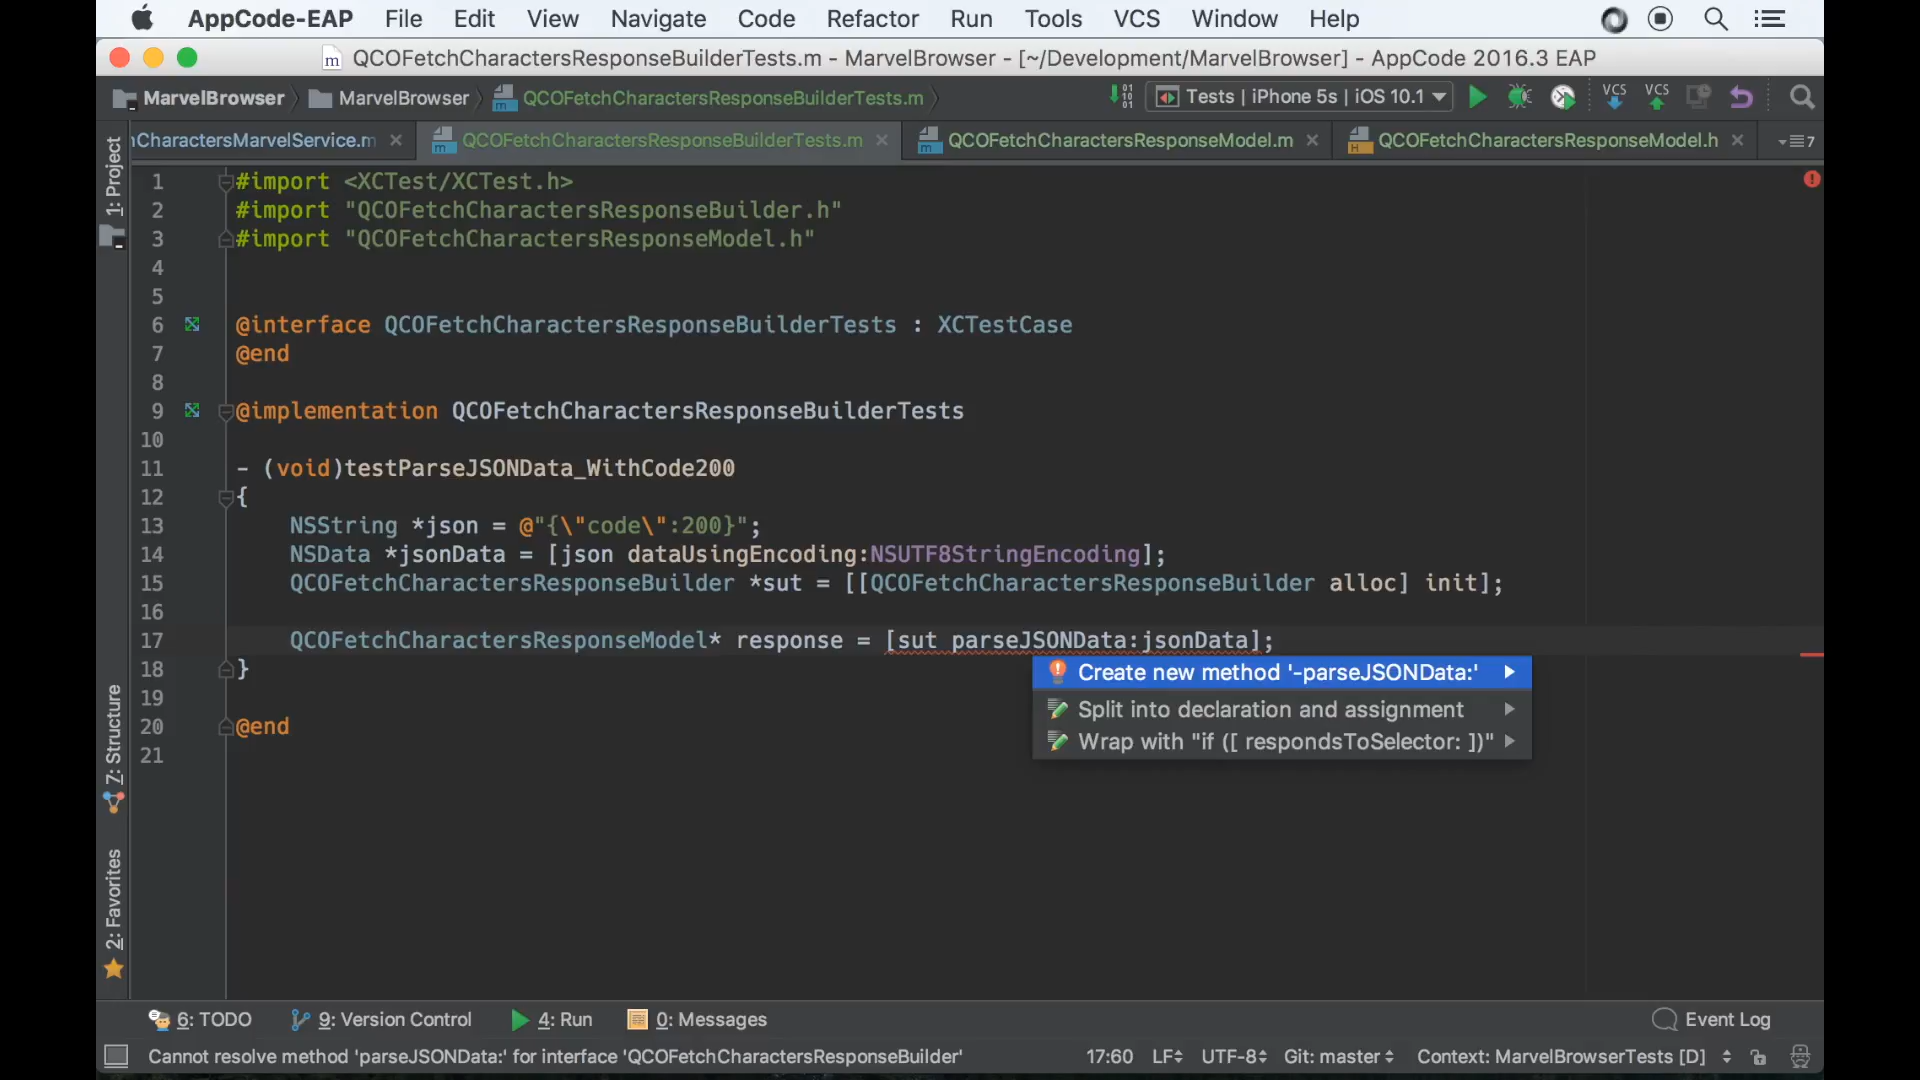 AppCode-EAP File Edit View Navigate Code Refactor Run Tools VCS Window Help
QCOFetchCharactersResponseBuilderTests.m - MarvelBrowser - [~/Development/MarvelBrowser] - AppCode 2016.3 EAP
MarvelBrowser MarvelBrowser QCOFetchCharactersResponseBuilderTests.m Tests | iPhone 5s | iOS 10.1 VCS VCS
CharactersMarvelService.m QCOFetchCharactersResponseBuilderTests.m QCOFetchCharactersResponseModel.m QCOFetchCharactersResponseModel.h 7
1: Project
Z: Structure
2: Favorites
1 #import <XCTest/XCTest.h>
2 #import "QCOFetchCharactersResponseBuilder.h"
3 #import "QCOFetchCharactersResponseModel.h"
4
5
6 @interface QCOFetchCharactersResponseBuilderTests : XCTestCase
7 @end
8
9 @implementation QCOFetchCharactersResponseBuilderTests
10
11 - (void)testParseJSONData_WithCode200
12 {
13 NSString *json = @"{\"code\":200}";
14 NSData *jsonData = [json dataUsingEncoding:NSUTF8StringEncoding];
15 QCOFetchCharactersResponseBuilder *sut = [[QCOFetchCharactersResponseBuilder alloc] init];
16
17 QCOFetchCharactersResponseModel* response = [sut parseJSONData:jsonData];
18 }
19
20 @end
21
Create new method '-parseJSONData:'
Split into declaration and assignment
Wrap with "if ([ respondsToSelector: ])"
6: TODO 9: Version Control 4: Run 0: Messages Event Log
Cannot resolve method 'parseJSONData:' for interface 'QCOFetchCharactersResponseBuilder' 17:60 LF UTF-8 Git: master Context: MarvelBrowserTests [D]